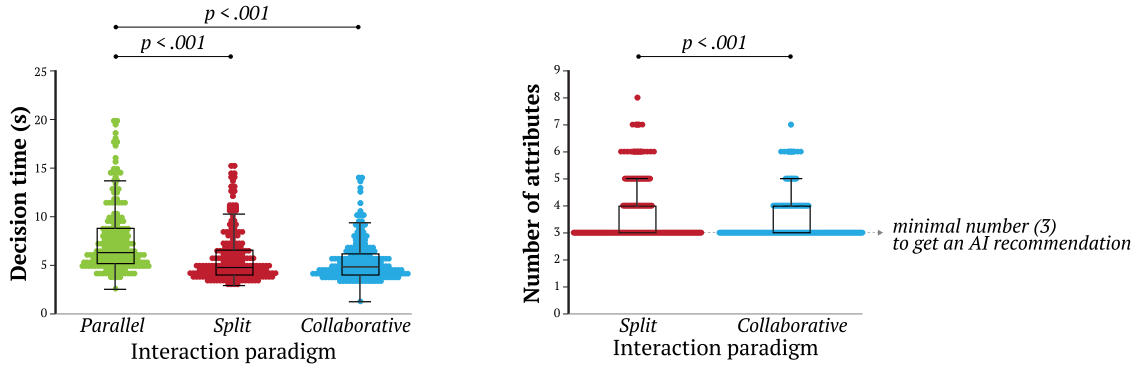 p < .001
p < .001
Decision time (s)
25
20
15
10
5
0
Parallel Split Collaborative
Interaction paradigm
p < .001
Number of attributes
9
8
7
6
5
4
3
2
1
0
minimal number (3)
to get an AI recommendation
Split Collaborative
Interaction paradigm